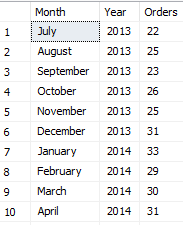 Month Year Orders
1 July 2013 22
2 August 2013 25
3 September 2013 23
4 October 2013 26
5 November 2013 25
6 December 2013 31
7 January 2014 33
8 February 2014 29
9 March 2014 30
10 April 2014 31